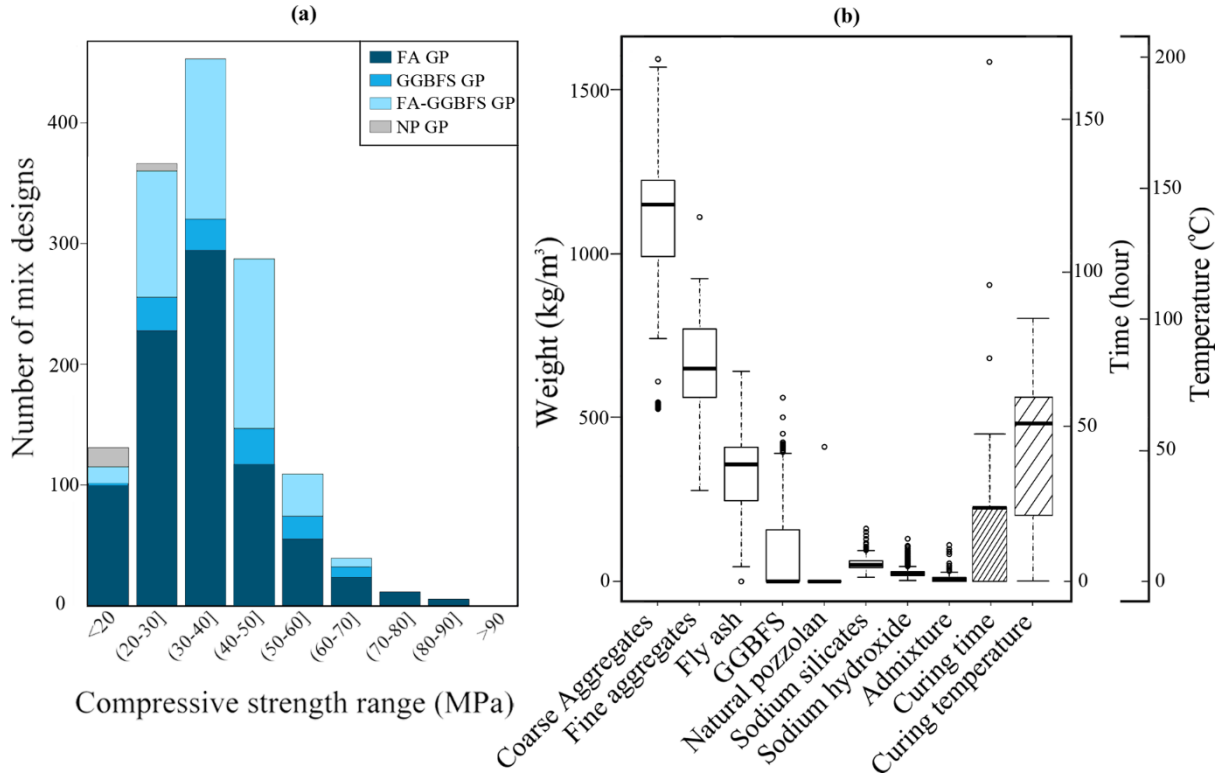 (a)
FA GP
GGBFS GP
FA-GGBFS GP
NP GP
Number of mix designs
400
300
200
100
0
<20
(20-30]
(30-40]
(40-50]
(50-60]
(60-70]
(70-80]
(80-90]
>90
Compressive strength range (MPa)
(b)
Weight (kg/m³)
1500
1000
500
0
150
100
50
0
Time (hour)
200
150
100
50
0
Temperature (°C)
Coarse Aggregates
Fine aggregates
Fly ash
GGBFS
Natural pozzolan
Sodium silicates
Sodium hydroxide
Admixture
Curing time
Curing temperature